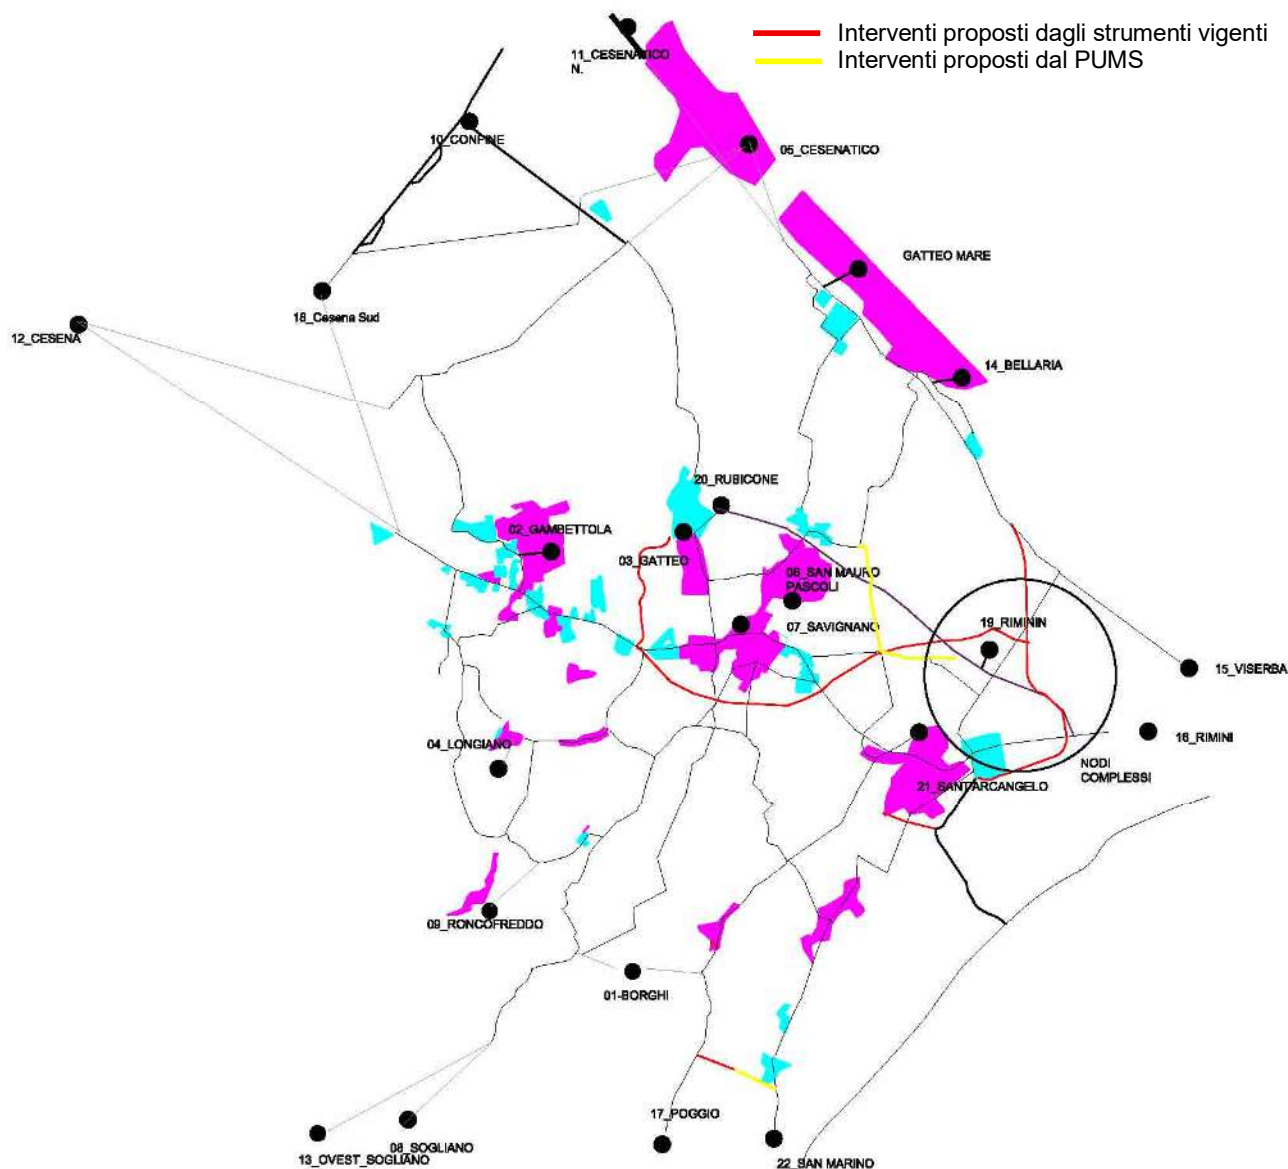 Interventi proposti dagli strumenti vigenti
Interventi proposti dal PUMS
11_CESENATICO
N.
10_CONFINE
05_CESENATICO
GATTEO MARE
18_Cesena Sud
12_CESENA
14_BELLARIA
20_RUBICONE
02_GAMBETTOLA
03_GATTEO
06_SAN MAURO
PASCOLI
07_SAVIGNANO
19_RIMININ
15_VISERBA
04_LONGIANO
16_RIMINI
NODI
COMPLESSI
21_SANTARCANGELO
09_RONCOFREDDO
01-BORGHI
17_POGGIO
08_SOGLIANO
13_OVEST_SOGLIANO
22_SAN MARINO